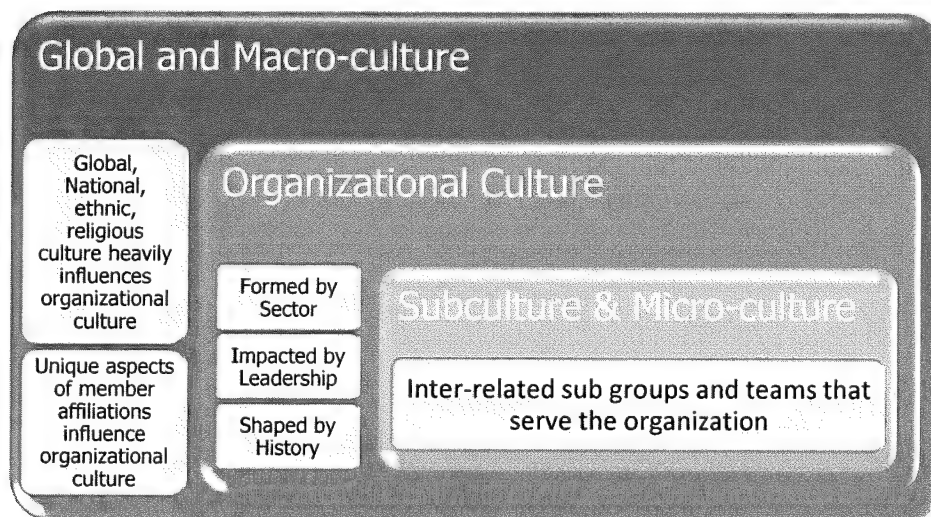 Global and Macro-culture
Global,
National,
ethnic,
religious
culture heavily
influences
organizational
culture
Unique aspects
of member
affiliations
influence
organizational
culture
Organizational Culture
Formed by
Sector
Impacted by
Leadership
Shaped by
History
Subculture & Micro-culture
Inter-related sub groups and teams that
serve the organization